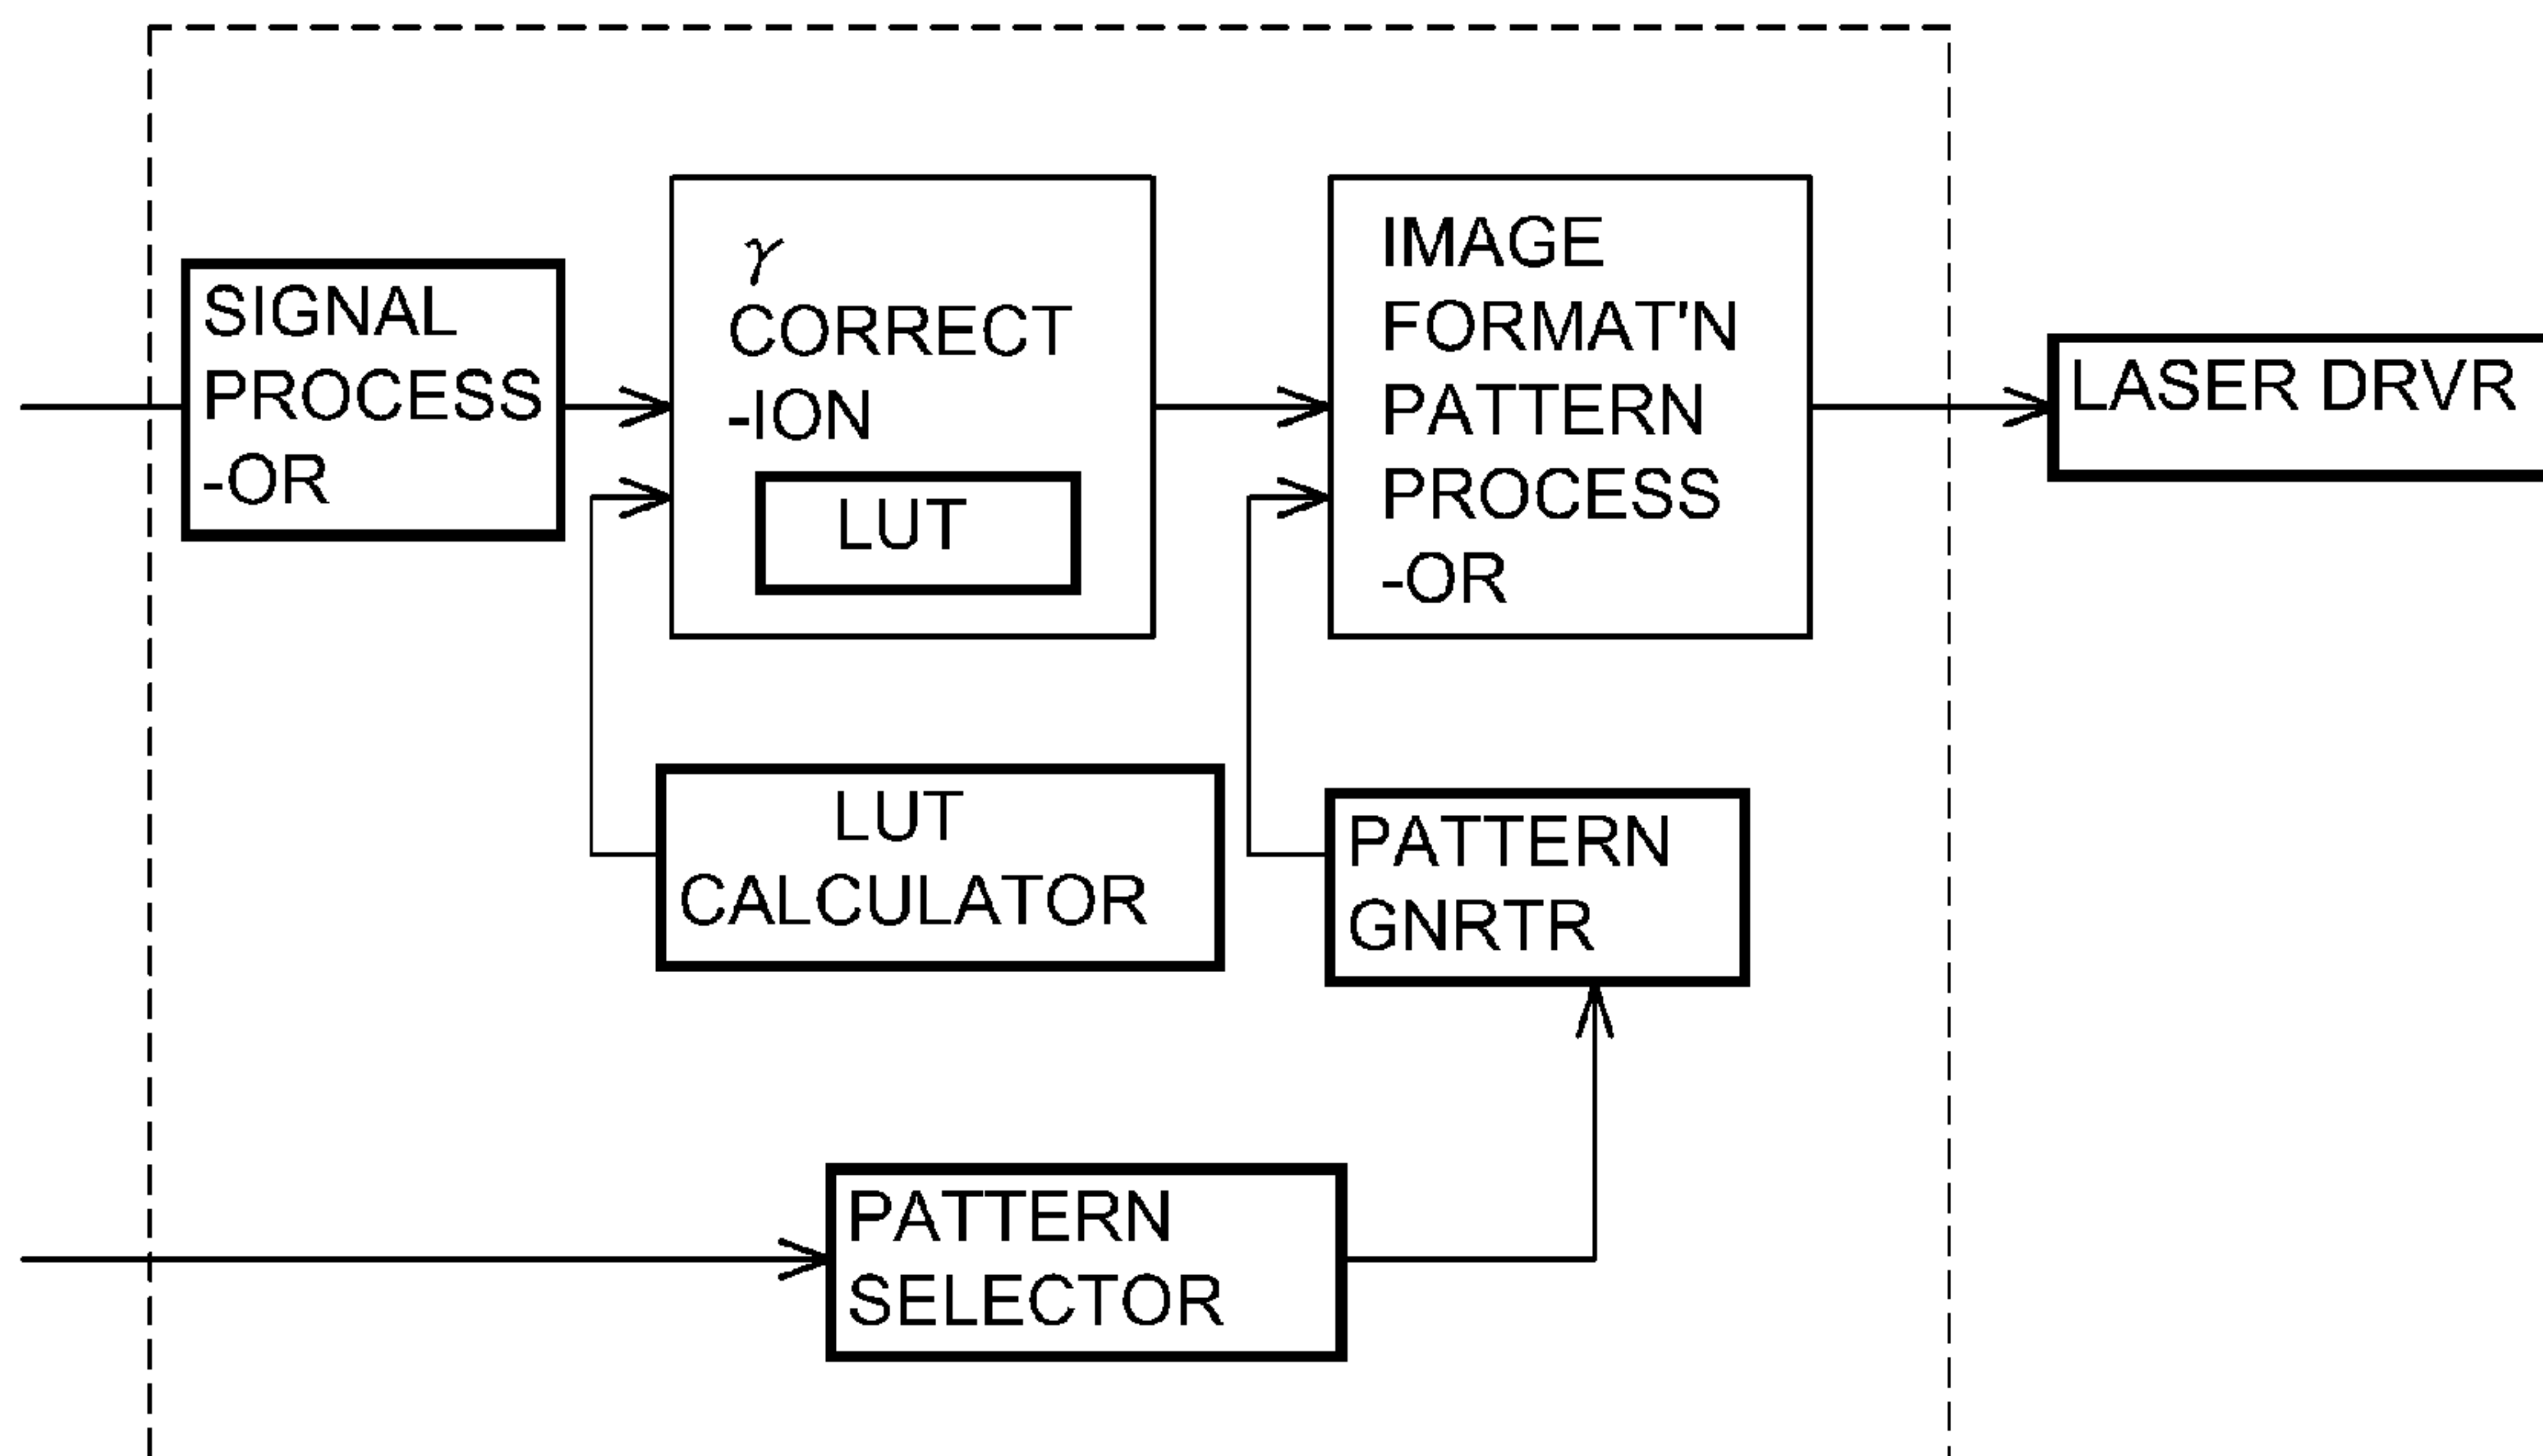 SIGNAL
PROCESS
-OR
γ
CORRECT
-ION
LUT
IMAGE
FORMAT'N
PATTERN
PROCESS
-OR
LASER DRVR
LUT
CALCULATOR
PATTERN
GNRTR
PATTERN
SELECTOR